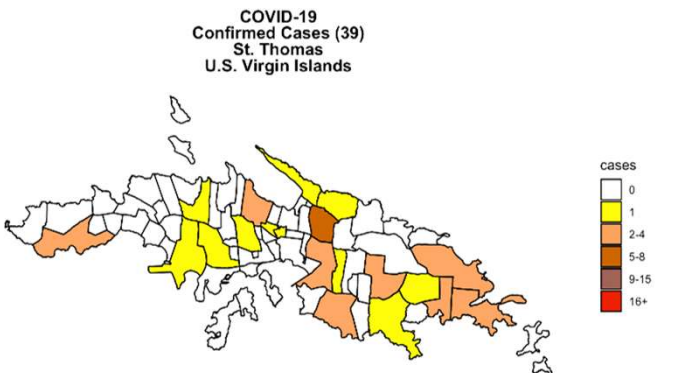 COVID-19
Confirmed Cases (39)
St. Thomas
U.S. Virgin Islands
cases
0
1
2-4
5-8
9-15
16+